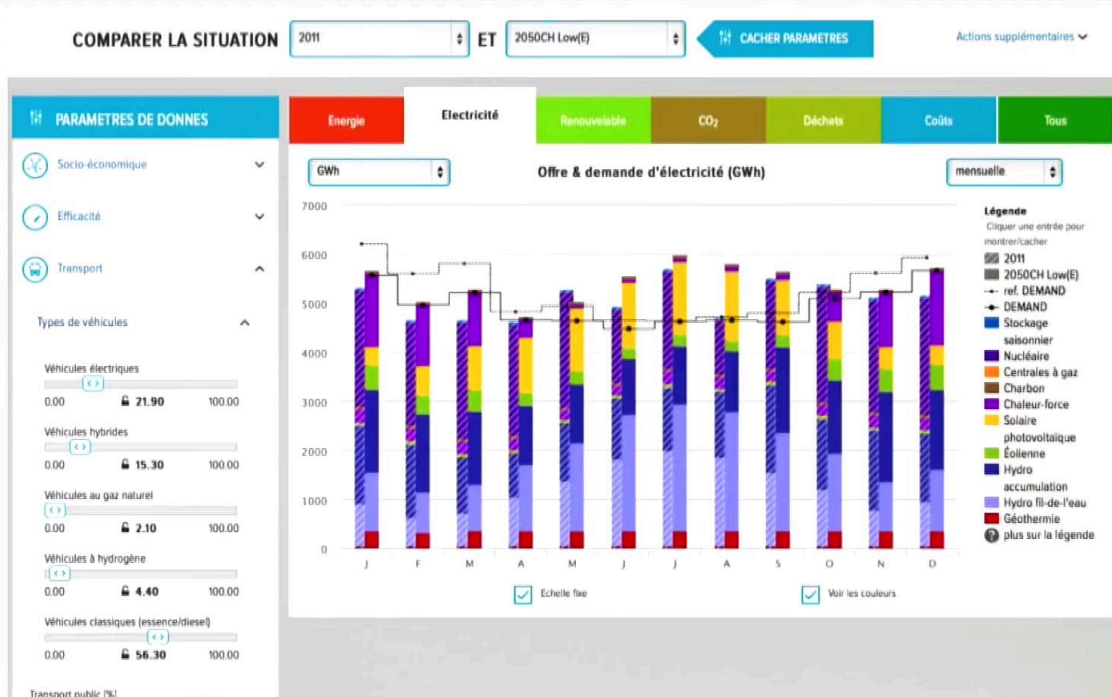 COMPARER LA SITUATION 2011 ET 2050CH Low(E) CACHER PARAMETRES Actions supplémentaires
PARAMETRES DE DONNES
Socio-économique
Efficacité
Transport
Types de véhicules
Véhicules électriques
0.00 21.90 100.00
Véhicules hybrides
0.00 15.30 100.00
Véhicules au gaz naturel
0.00 2.10 100.00
Véhicules à hydrogène
0.00 4.40 100.00
Véhicules classiques (essence/diesel)
0.00 56.30 100.00
Transport public [%]
Energie Electricité Renouvelable CO2 Déchets Coûts Tous
GWh Offre & demande d'électricité (GWh) mensuelle
7000
6000
5000
4000
3000
2000
1000
0
J F M A M J J A S O N D
Echelle fixe Voir les couleurs
Légende
Cliquer une entrée pour
montrer/cacher
2011
2050CH Low(E)
ref. DEMAND
DEMAND
Stockage
saisonnier
Nucléaire
Centrales à gaz
Charbon
Chaleur-force
Solaire
photovoltaïque
Éolienne
Hydro
accumulation
Hydro fil-de-l'eau
Géothermie
? plus sur la légende